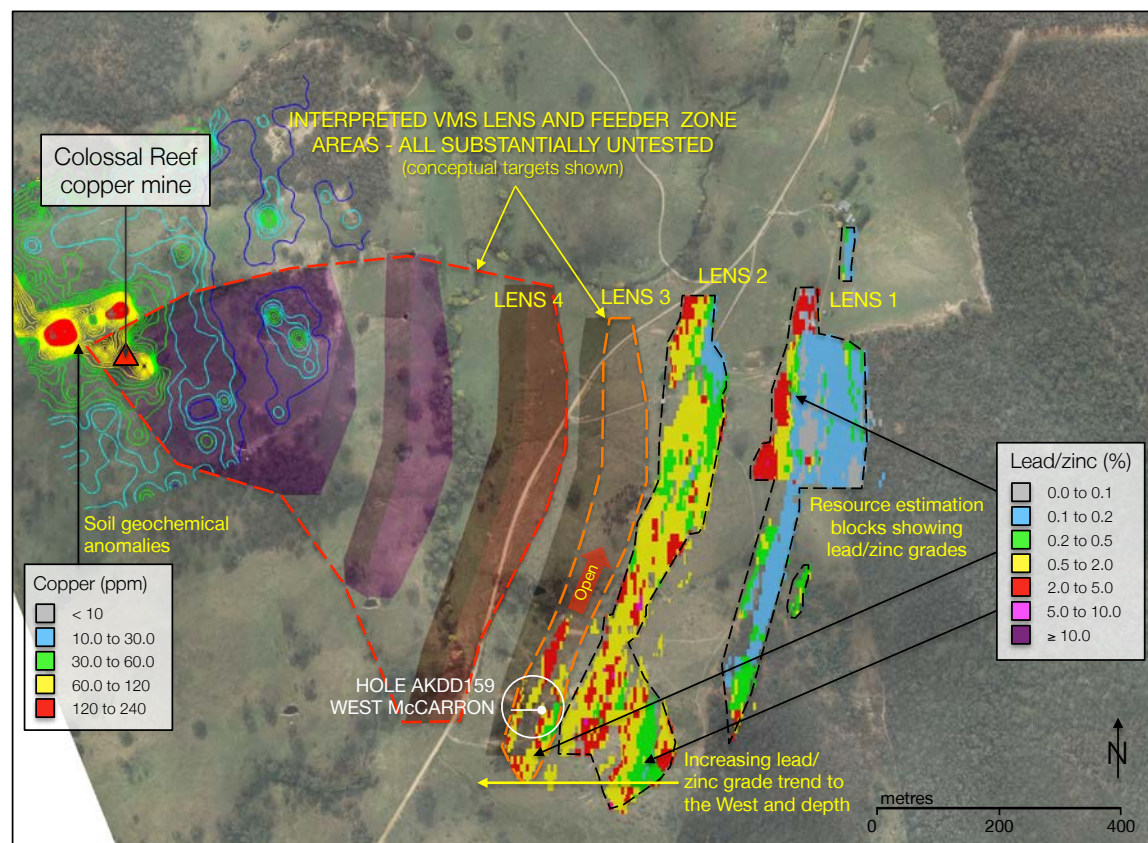 INTERPRETED VMS LENS AND FEEDER ZONE
AREAS - ALL SUBSTANTIALLY UNTESTED
(conceptual targets shown)
Colossal Reef
copper mine
LENS 4
LENS 3
LENS 2
LENS 1
Soil geochemical
anomalies
Copper (ppm)
< 10
10.0 to 30.0
30.0 to 60.0
60.0 to 120
120 to 240
Open
HOLE AKDD159
WEST McCARRON
Resource estimation
blocks showing
lead/zinc grades
Lead/zinc (%)
0.0 to 0.1
0.1 to 0.2
0.2 to 0.5
0.5 to 2.0
2.0 to 5.0
5.0 to 10.0
≥ 10.0
Increasing lead/
zinc grade trend to
the West and depth
N
metres
0
200
400